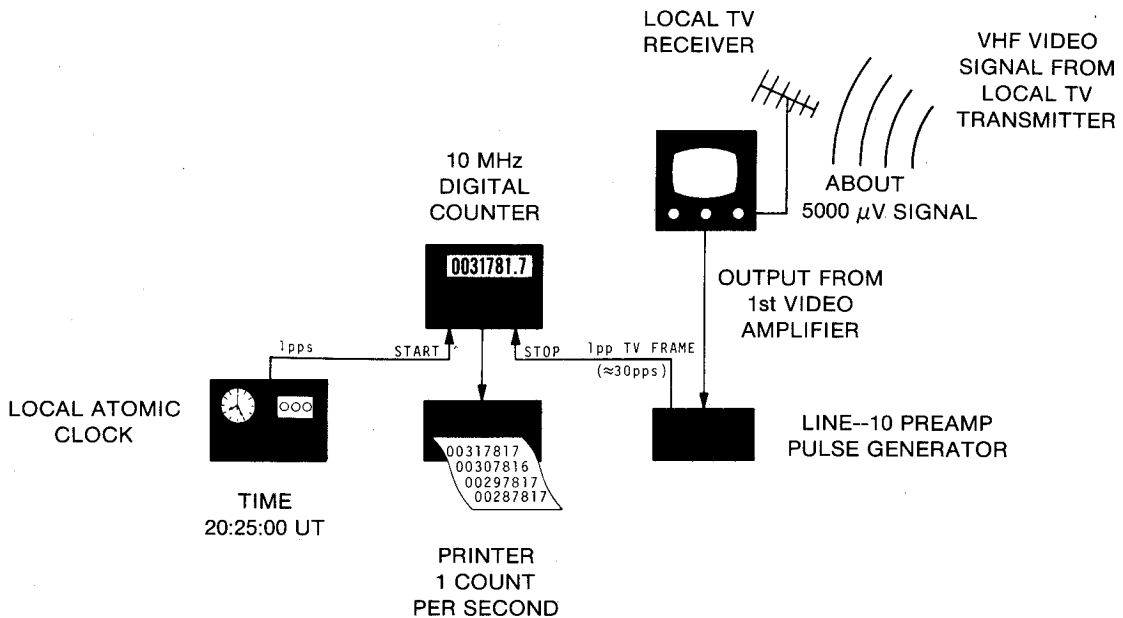 LOCAL TV
RECEIVER
VHF VIDEO
SIGNAL FROM
LOCAL TV
TRANSMITTER
ABOUT
5000 μV SIGNAL
10 MHz
DIGITAL
COUNTER
0031781.7
OUTPUT FROM
1st VIDEO
AMPLIFIER
1pps
START
STOP
1pp TV FRAME
(≈30pps)
LOCAL ATOMIC
CLOCK
000
TIME
20:25:00 UT
00317817
00307816
00297817
00287817
PRINTER
1 COUNT
PER SECOND
LINE--10 PREAMP
PULSE GENERATOR